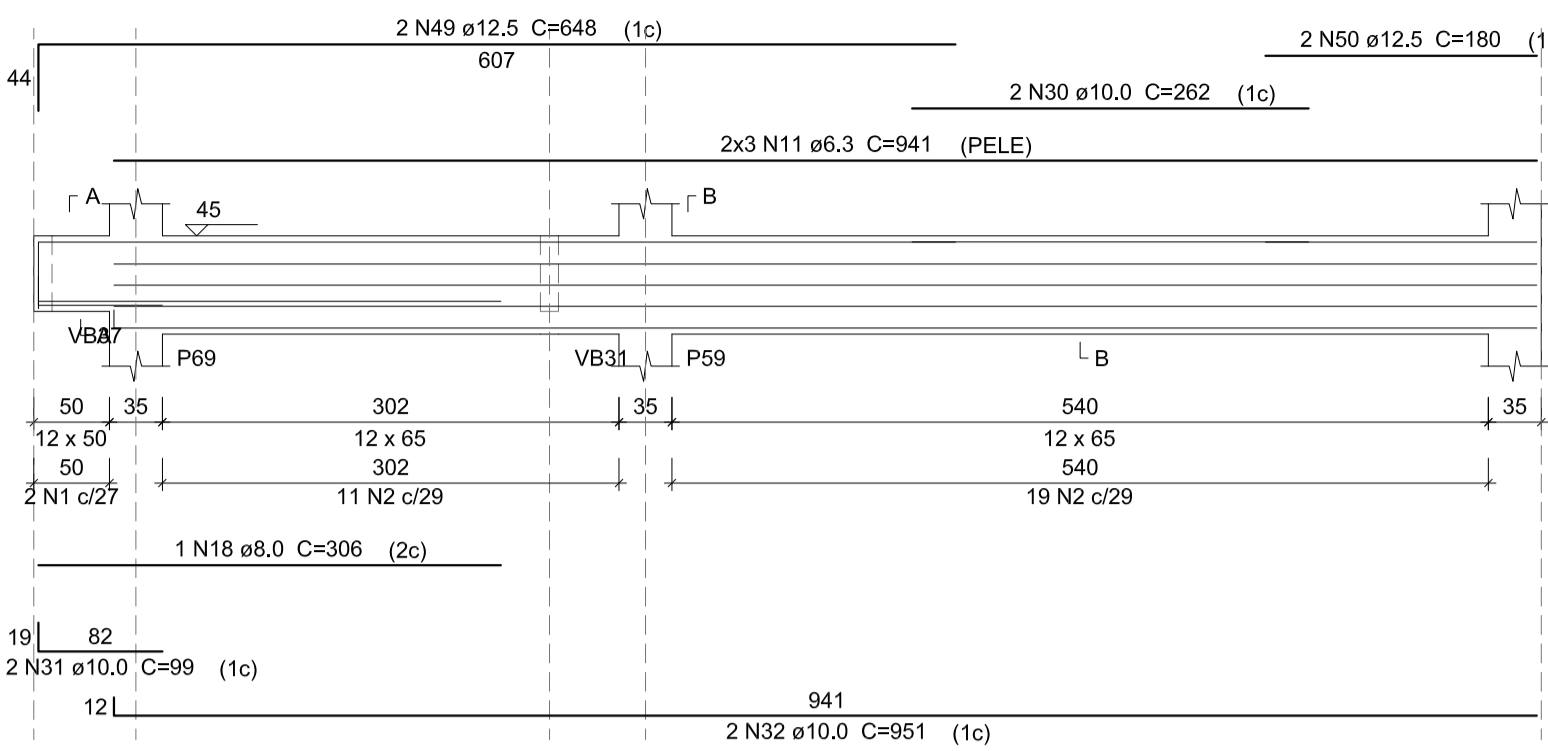 2 N49 ø12.5 C=648 (1c)
607
44
2 N50 ø12.5 C=180 (1
2 N30 ø10.0 C=262 (1c)
2x3 N11 ø6.3 C=941 (PELE)
A
45
B
VB37
A
P69
VB31
P59
B
50 35 302 35 540 35
12 x 50 12 x 65 12 x 65
50 302 540
2 N1 c/27 11 N2 c/29 19 N2 c/29
1 N18 ø8.0 C=306 (2c)
19 82
2 N31 ø10.0 C=99 (1c)
12 941
2 N32 ø10.0 C=951 (1c)